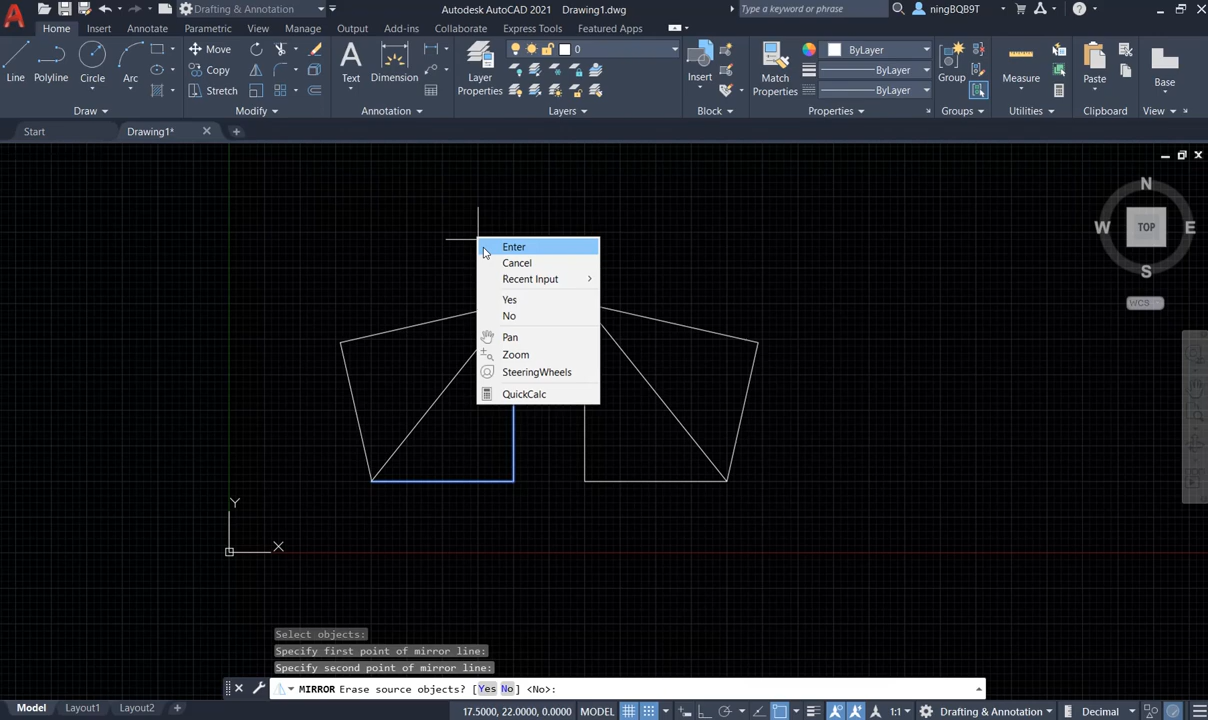 Drafting & Annotation
Autodesk AutoCAD 2021 Drawing1.dwg
Type a keyword or phrase
ningBQB9T
Home Insert Annotate Parametric View Manage Output Add-ins Collaborate Express Tools Featured Apps
Line Polyline Circle Arc
Move
Copy
Stretch
Text Dimension
Layer Properties
0
Insert
Match Properties
ByLayer
ByLayer
ByLayer
Group
Measure
Paste
Base
Draw Modify Annotation Layers Block Properties Groups Utilities Clipboard View
Start Drawing1*
N
W TOP E
S
WCS
Enter
Cancel
Recent Input
Yes
No
Pan
Zoom
SteeringWheels
QuickCalc
Y
X
Select objects:
Specify first point of mirror line:
Specify second point of mirror line:
MIRROR Erase source objects? [Yes No] <No>:
Model Layout1 Layout2 +
17.5000, 22.0000, 0.0000 MODEL 1:1 Drafting & Annotation Decimal